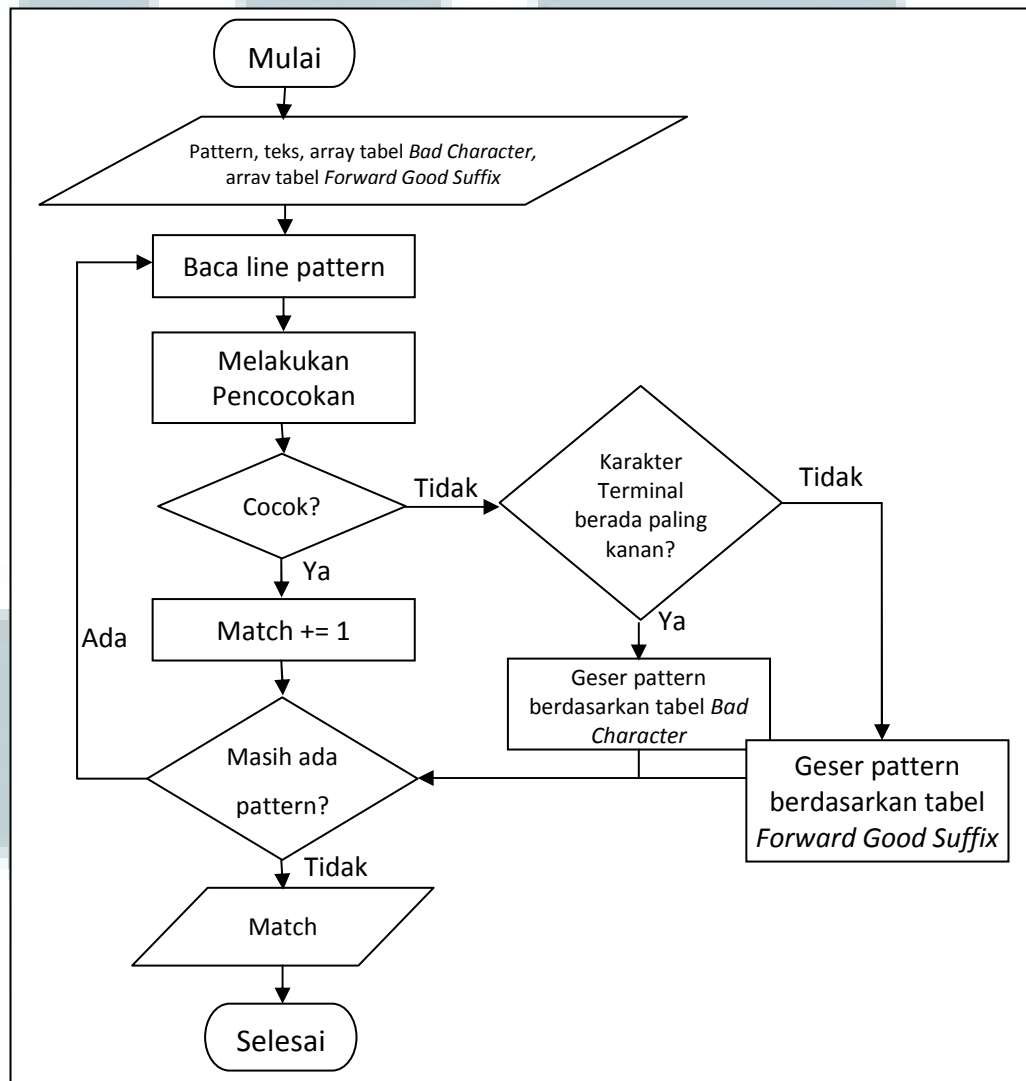 Mulai
Pattern, teks, array tabel Bad Character,
arrav tabel Forward Good Suffix
Baca line pattern
Melakukan
Pencocokan
Cocok?
Tidak
Karakter
Terminal
berada paling
kanan?
Tidak
Ya
Ya
Match += 1
Ada
Geser pattern
berdasarkan tabel Bad
Character
Masih ada
pattern?
Geser pattern
berdasarkan tabel
Forward Good Suffix
Tidak
Match
Selesai